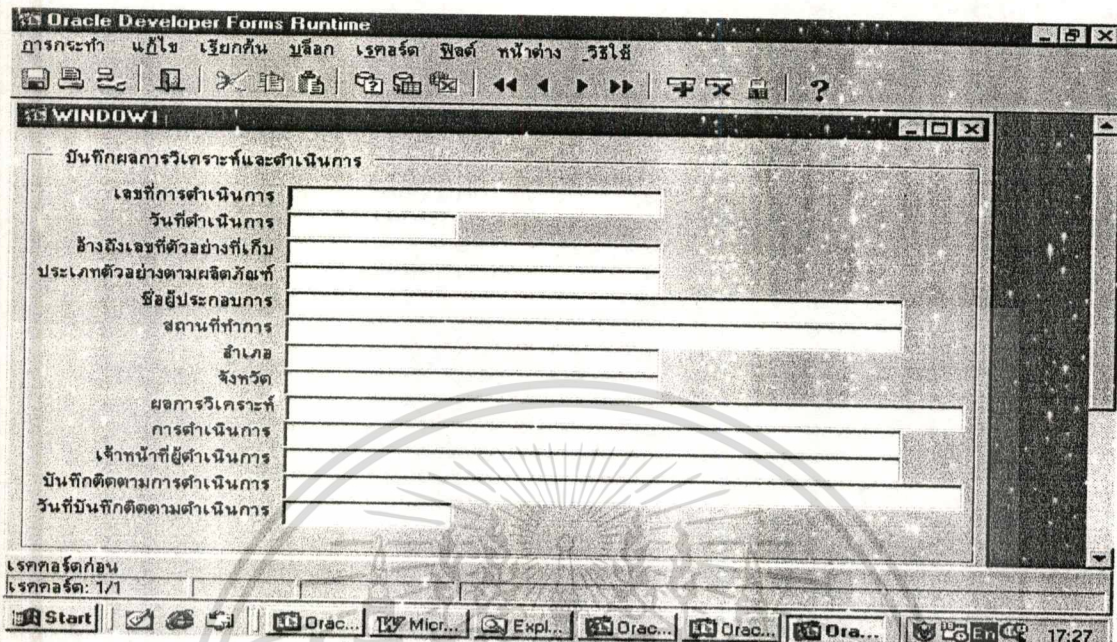 Oracle Developer Forms Runtime
การกระทำ แก้ไข เรียกค้น บล็อก เรคอร์ด ฟิลด์ หน้าต่าง วิธีใช้
WINDOW1
บันทึกผลการวิเคราะห์และดำเนินการ
เลขที่การดำเนินการ
วันที่ดำเนินการ
อ้างถึงเลขที่ตัวอย่างที่เก็บ
ประเภทตัวอย่างตามผลิตภัณฑ์
ชื่อผู้ประกอบการ
สถานที่ทำการ
อำเภอ
จังหวัด
ผลการวิเคราะห์
การดำเนินการ
เจ้าหน้าที่ผู้ดำเนินการ
บันทึกติดตามการดำเนินการ
วันที่บันทึกติดตามดำเนินการ
เรคคอร์ดก่อน
เรคคอร์ด: 1/1
Start Orac... Micr... Expl... Orac... Orac... Ora... En 17:27